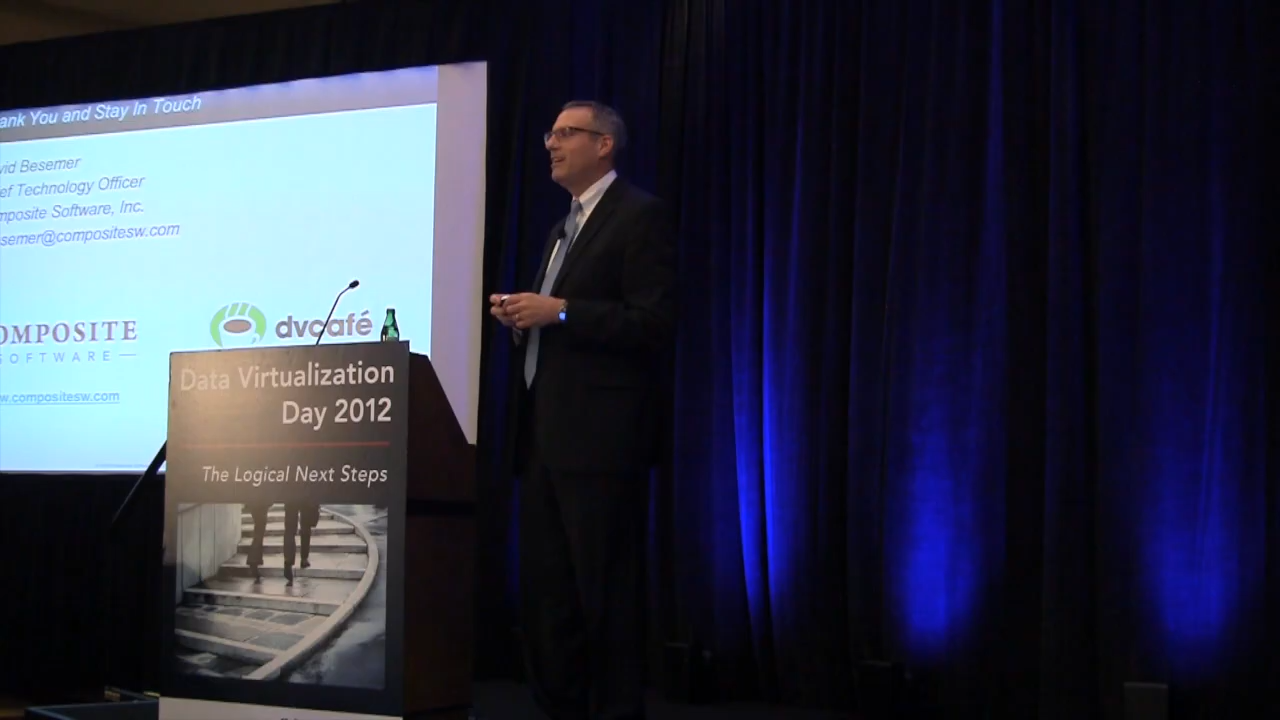 ank You and Stay In Touch
vid Besemer
ef Technology Officer
mposite Software, Inc.
semer@compositesw.com
OMPOSITE
SOFTWARE
dvcafé
w.compositesw.com
Data Virtualization
Day 2012
The Logical Next Steps